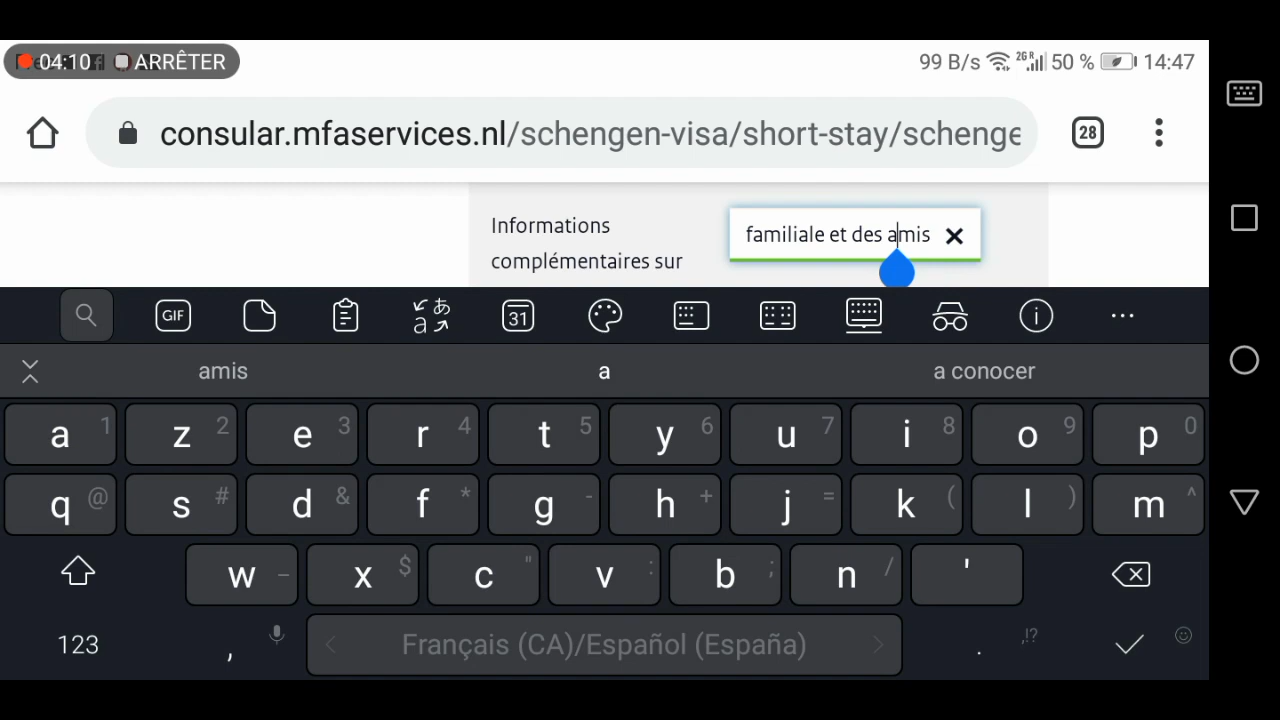 04:10 ARRÊTER
99 B/s 2G R 50 % 14:47
consular.mfaservices.nl/schengen-visa/short-stay/schenge
28
Informations
complémentaires sur
familiale et des amis
GIF
あ
a
31
amis a a conocer
a 1 z 2 e 3 r 4 t 5 y 6 u 7 i 8 o 9 p 0
q @ s # d & f * g - h + j = k ( l ) m ^
w _ x $ c " v : b ; n / '
123 , Français (CA)/Español (España) . ,!?